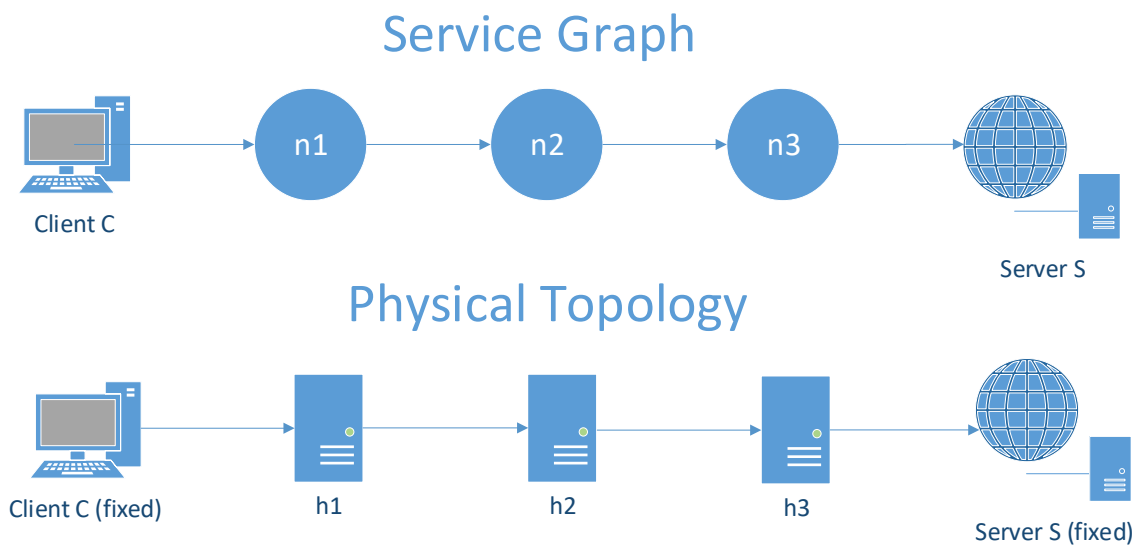 Service Graph
n1
n2
n3
Client C
Server S
Physical Topology
Client C (fixed)
h1
h2
h3
Server S (fixed)